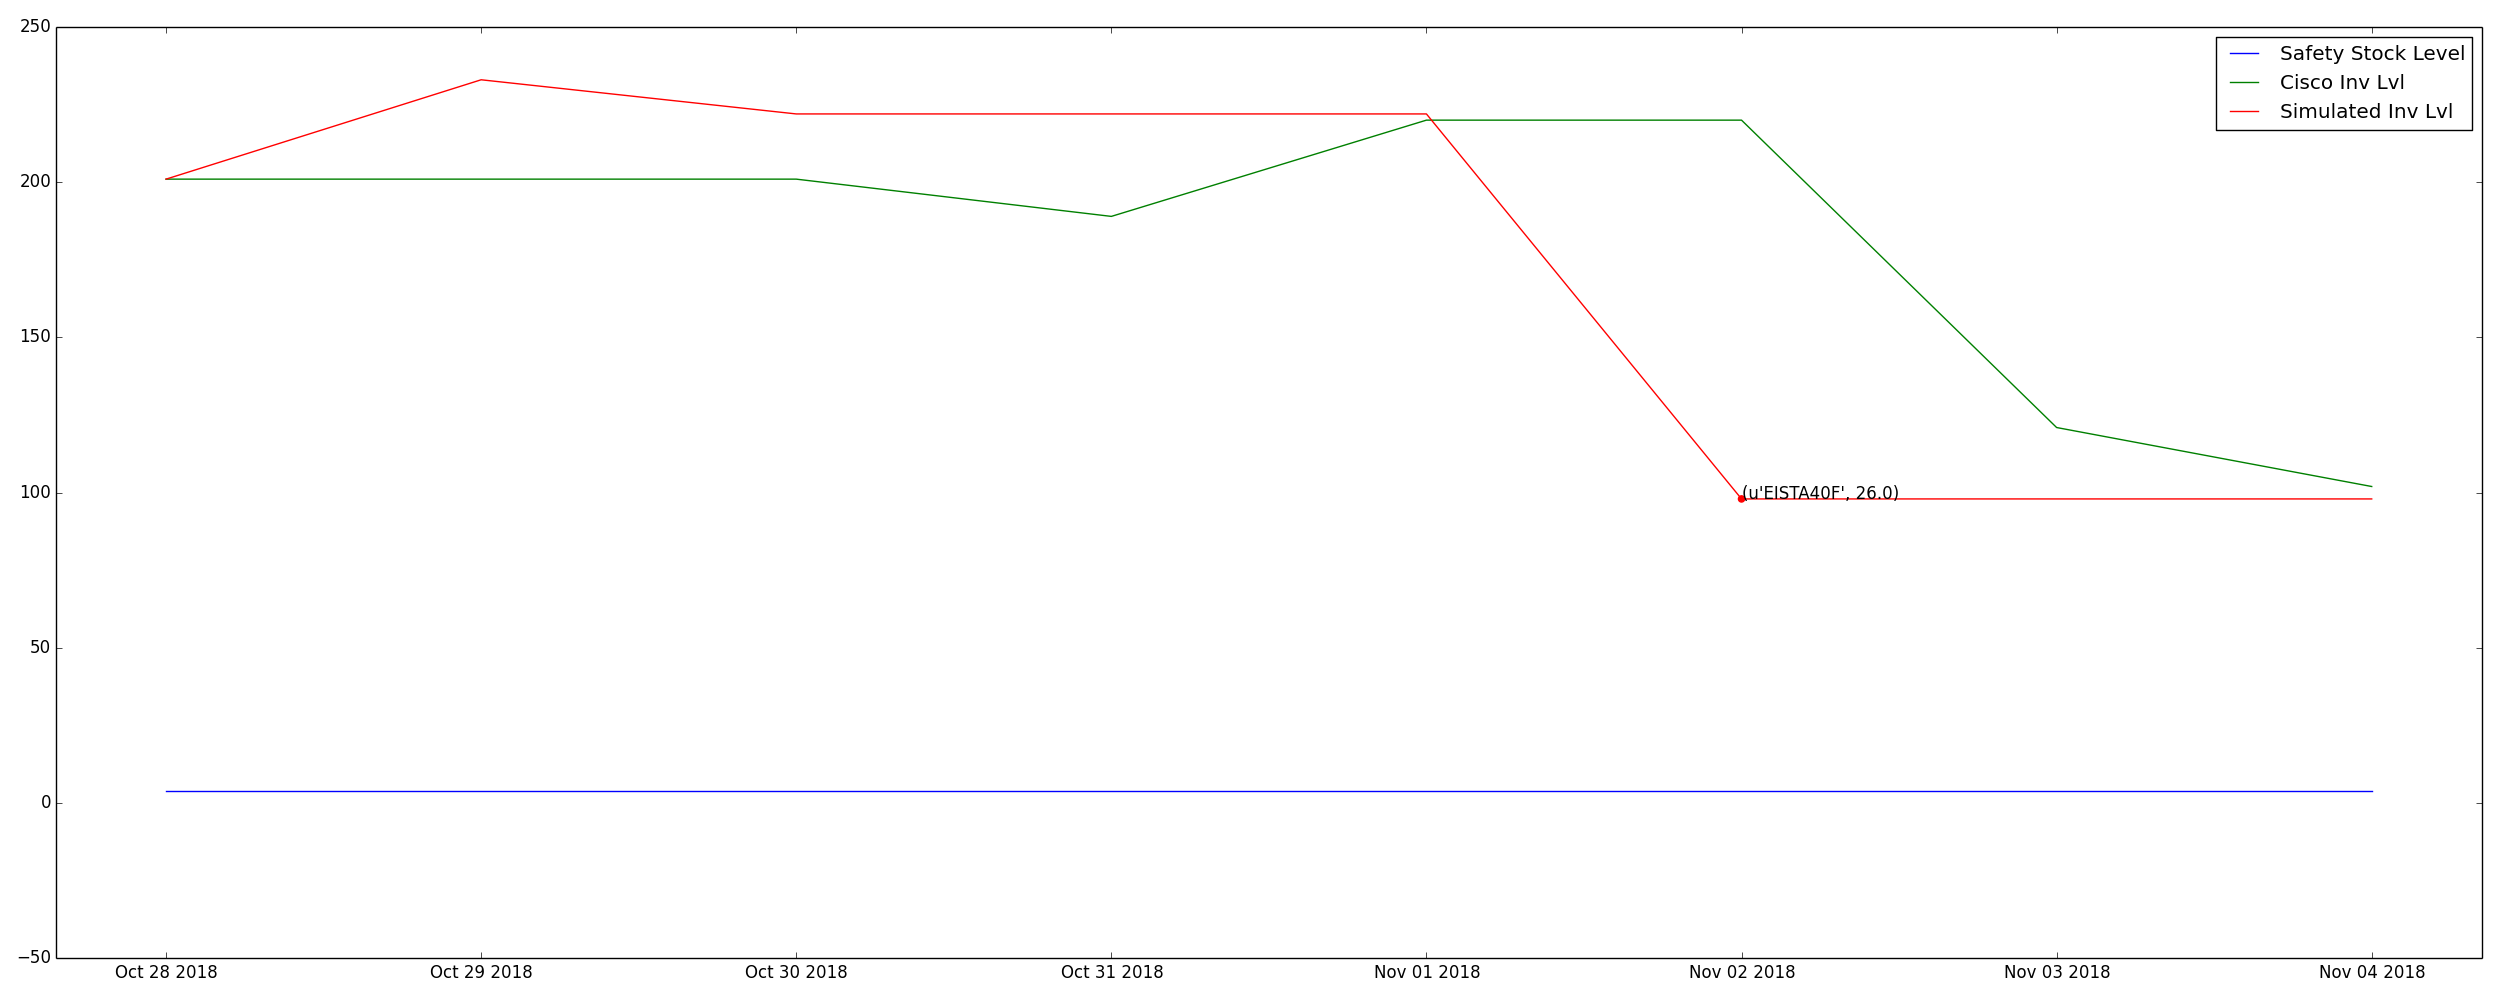 250
200
150
100
50
0
−50
Safety Stock Level
Cisco Inv Lvl
Simulated Inv Lvl
(u'EISTA40F', 26.0)
Oct 28 2018
Oct 29 2018
Oct 30 2018
Oct 31 2018
Nov 01 2018
Nov 02 2018
Nov 03 2018
Nov 04 2018